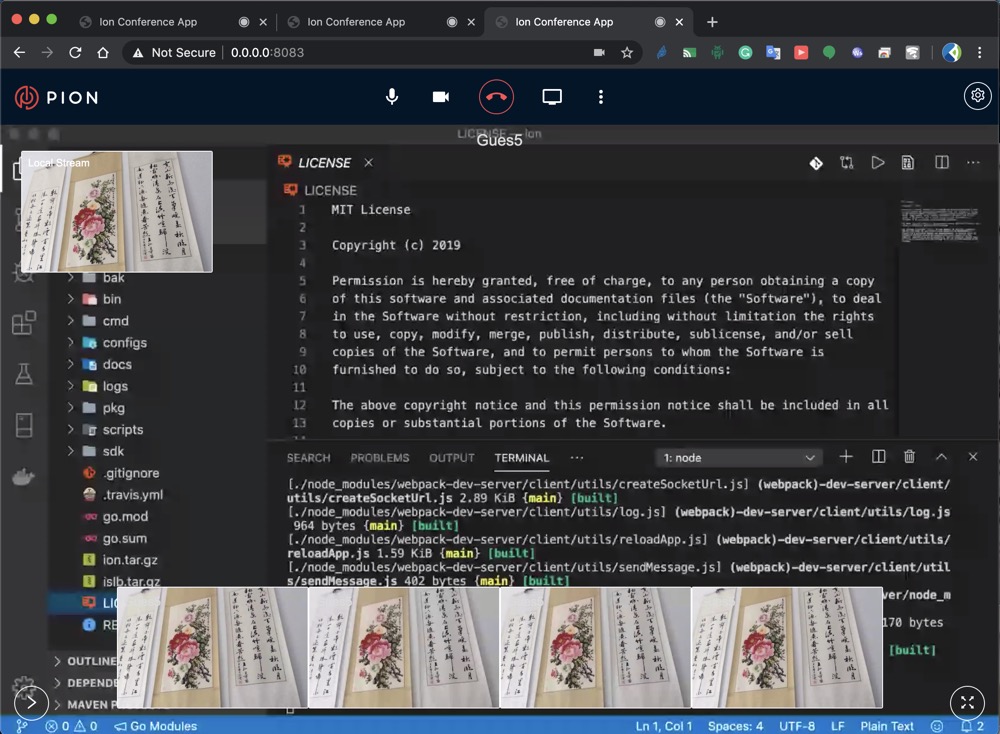 Ion Conference App
Ion Conference App
Ion Conference App
Not Secure
0.0.0.0:8083
PION
LICENSE — Ion
Gues5
Local Stream
LICENSE
LICENSE
1 MIT License
2
3 Copyright (c) 2019
4
5 Permission is hereby granted, free of charge, to any person obtaining a copy
6 of this software and associated documentation files (the "Software"), to deal
7 in the Software without restriction, including without limitation the rights
8 to use, copy, modify, merge, publish, distribute, sublicense, and/or sell
9 copies of the Software, and to permit persons to whom the Software is
10 furnished to do so, subject to the following conditions:
11
12 The above copyright notice and this permission notice shall be included in all
13 copies or substantial portions of the Software.
bak
bin
cmd
configs
docs
logs
pkg
scripts
sdk
.gitignore
.travis.yml
go.mod
go.sum
ion.tar.gz
islb.tar.gz
OUTLINE
SEARCH PROBLEMS OUTPUT TERMINAL ··· 1: node
[./node_modules/webpack-dev-server/client/utils/createSocketUrl.js] (webpack)-dev-server/client/
utils/createSocketUrl.js 2.89 KiB {main} [built]
[./node_modules/webpack-dev-server/client/utils/log.js] (webpack)-dev-server/client/utils/log.js
964 bytes {main} [built]
[./node_modules/webpack-dev-server/client/utils/reloadApp.js] (webpack)-dev-server/client/utils/
reloadApp.js 1.59 KiB {main} [built]
[./node_modules/webpack-dev-server/client/utils/sendMessage.js] (webpack)-dev-server/client/util
s/sendMessage.js 402 bytes {main} [built]
ver/node_m
170 bytes
[built]
0 0 Go Modules
Ln 1, Col 1 Spaces: 4 UTF-8 LF Plain Text 2